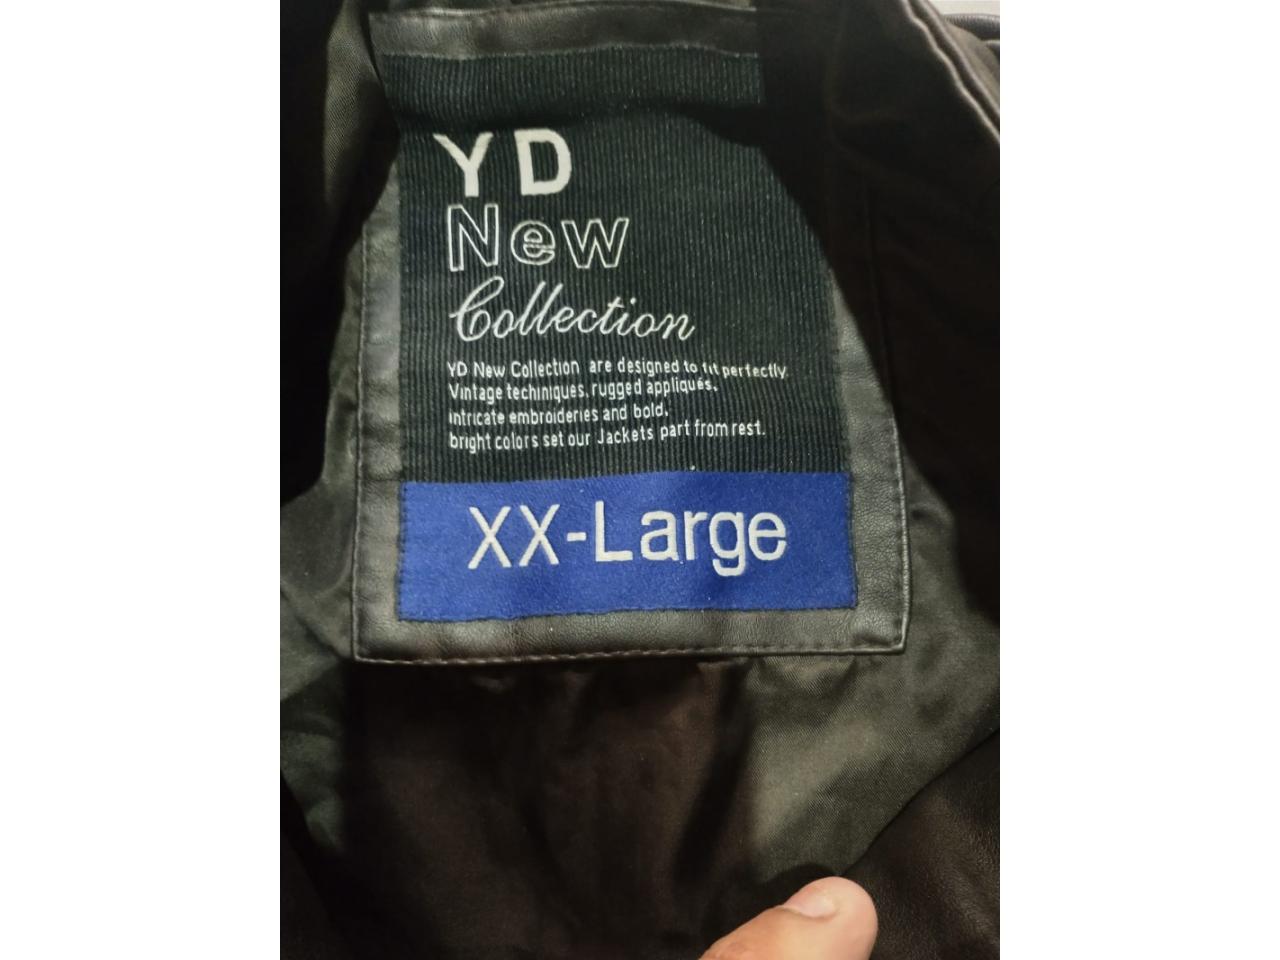 YD
New
Collection
YD New Collection are designed to fit perfectly.
Vintage techiniques, rugged appliqués,
intricate embroideries and bold,
bright colors set our Jackets part from rest.
XX-Large